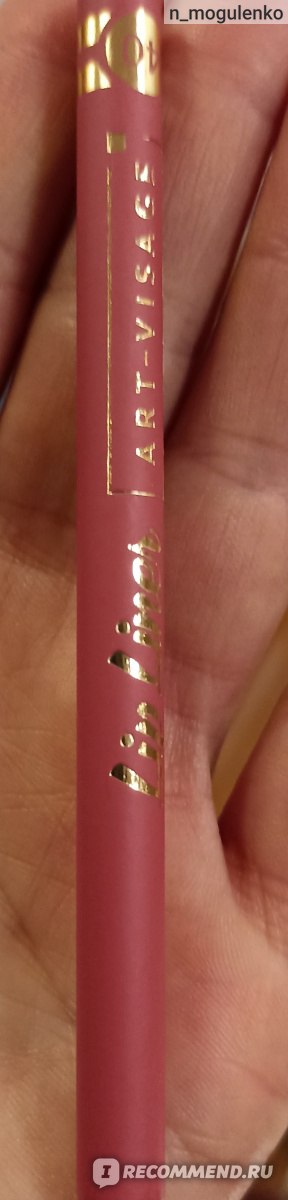 n_mogulenko
ART-VISAGE
Lip Liner
I RECOMMEND.RU